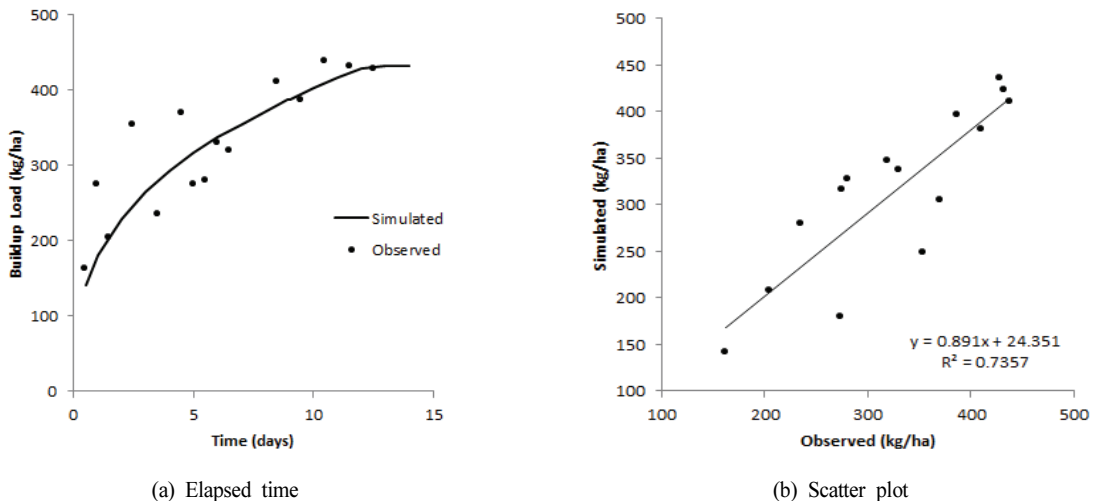 500
400
300
200
100
0
Buildup Load (kg/ha)
0 5 10 15
Time (days)
Simulated
Observed
(a) Elapsed time
500
450
400
350
300
250
200
150
100
Simulated (kg/ha)
100 200 300 400 500
Observed (kg/ha)
y = 0.891x + 24.351
R² = 0.7357
(b) Scatter plot